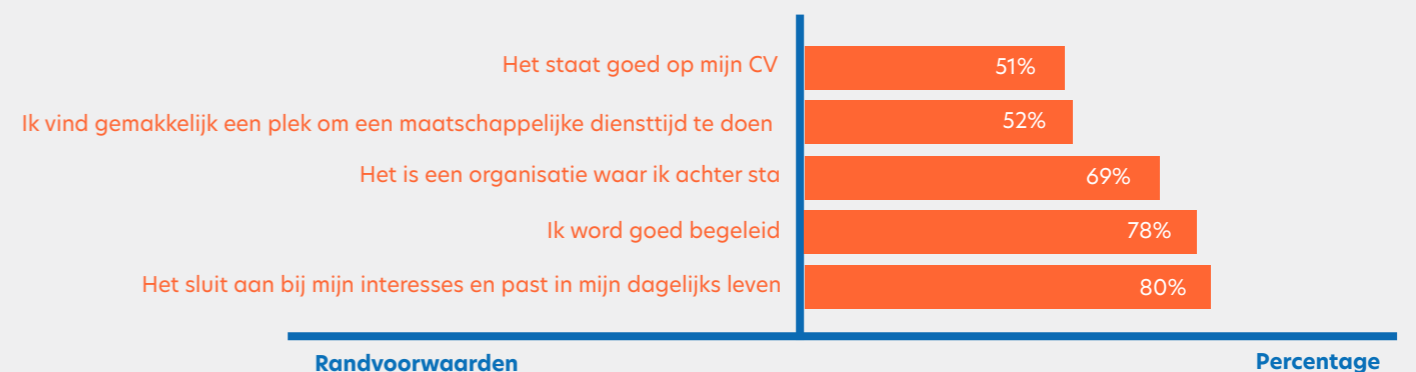 Het staat goed op mijn CV 51%
Ik vind gemakkelijk een plek om een maatschappelijke diensttijd te doen 52%
Het is een organisatie waar ik achter sta 69%
Ik word goed begeleid 78%
Het sluit aan bij mijn interesses en past in mijn dagelijks leven 80%
Randvoorwaarden Percentage